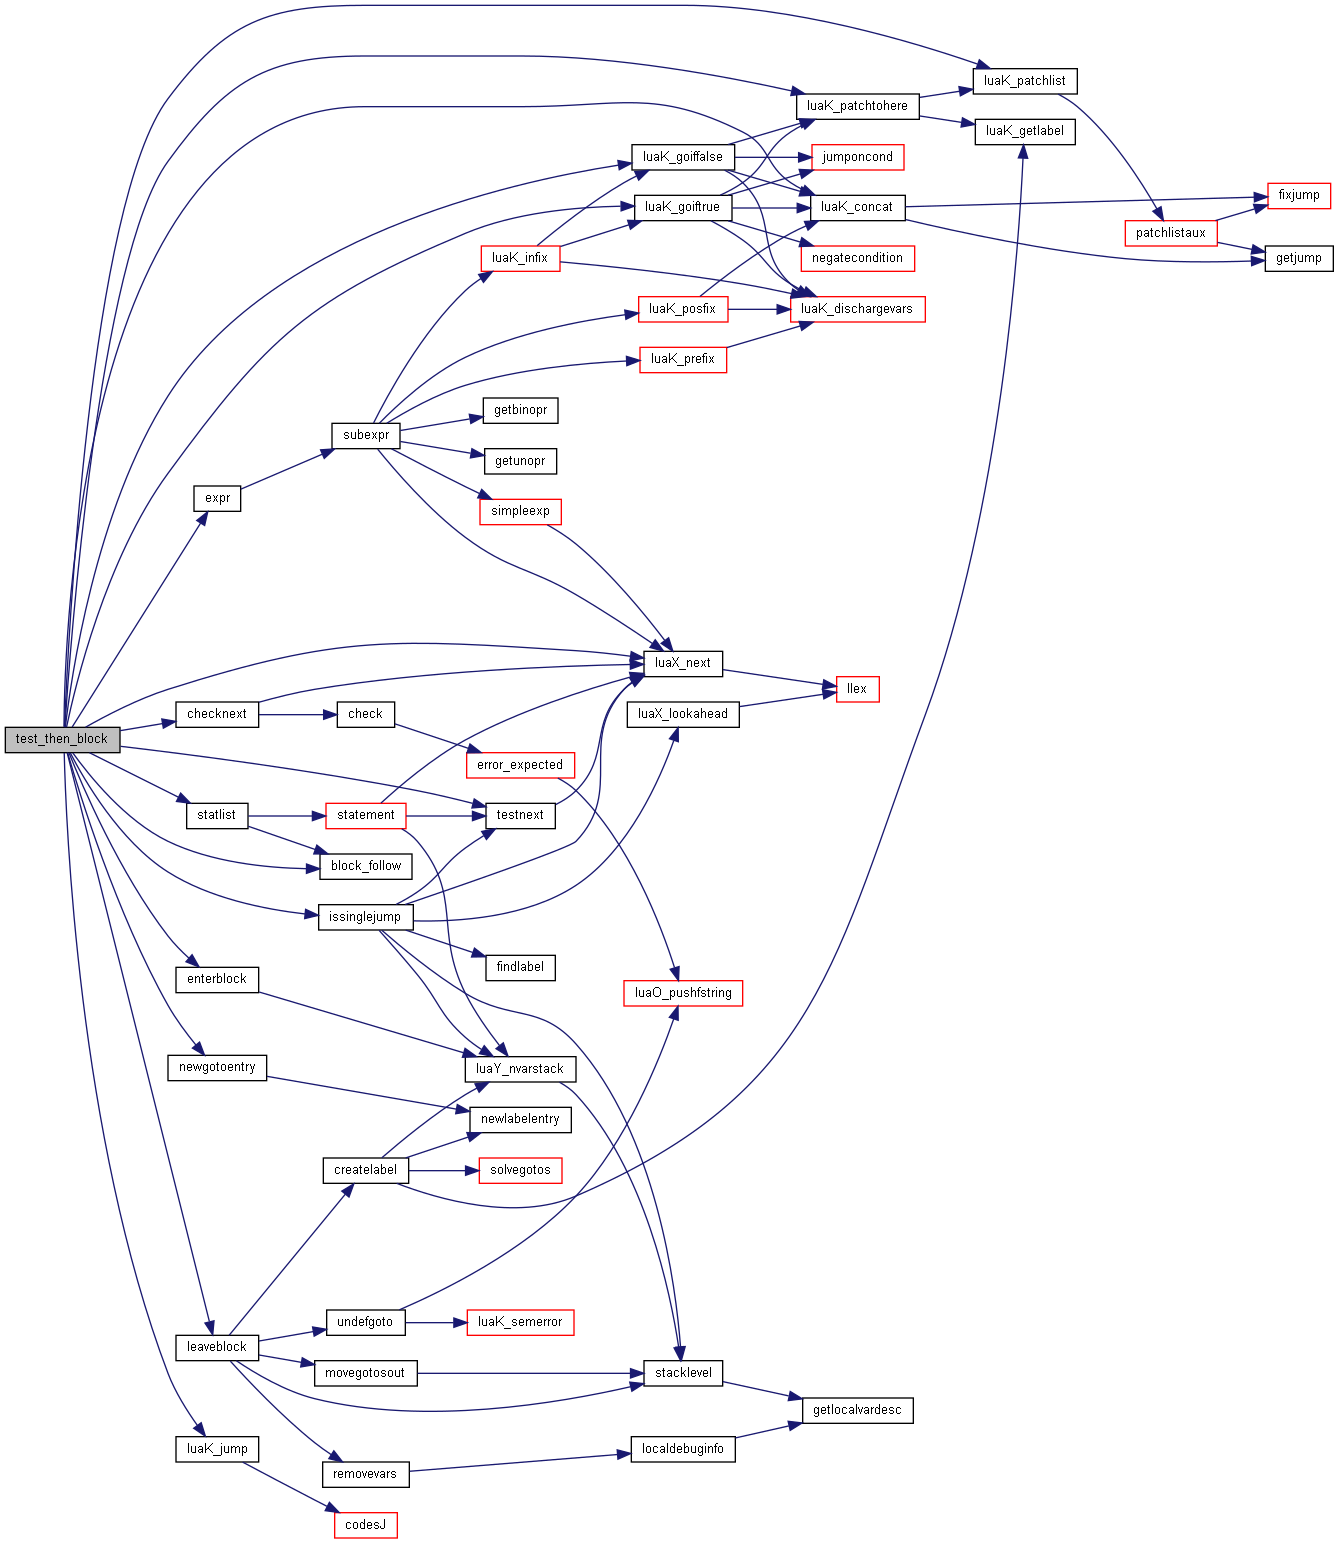 luaK_patchlist
luaK_patchtohere
luaK_getlabel
luaK_goiffalse
jumponcond
luaK_goiftrue
luaK_concat
fixjump
patchlistaux
luaK_infix
negatecondition
getjump
luaK_posfix
luaK_dischargevars
luaK_prefix
getbinopr
subexpr
getunopr
expr
simpleexp
luaX_next
llex
checknext
check
luaX_lookahead
test_then_block
error_expected
statlist
statement
testnext
block_follow
issinglejump
findlabel
enterblock
luaO_pushfstring
newgotoentry
luaY_nvarstack
newlabelentry
createlabel
solvegotos
undefgoto
luaK_semerror
leaveblock
movegotosout
stacklevel
getlocalvardesc
luaK_jump
localdebuginfo
removevars
codesJ